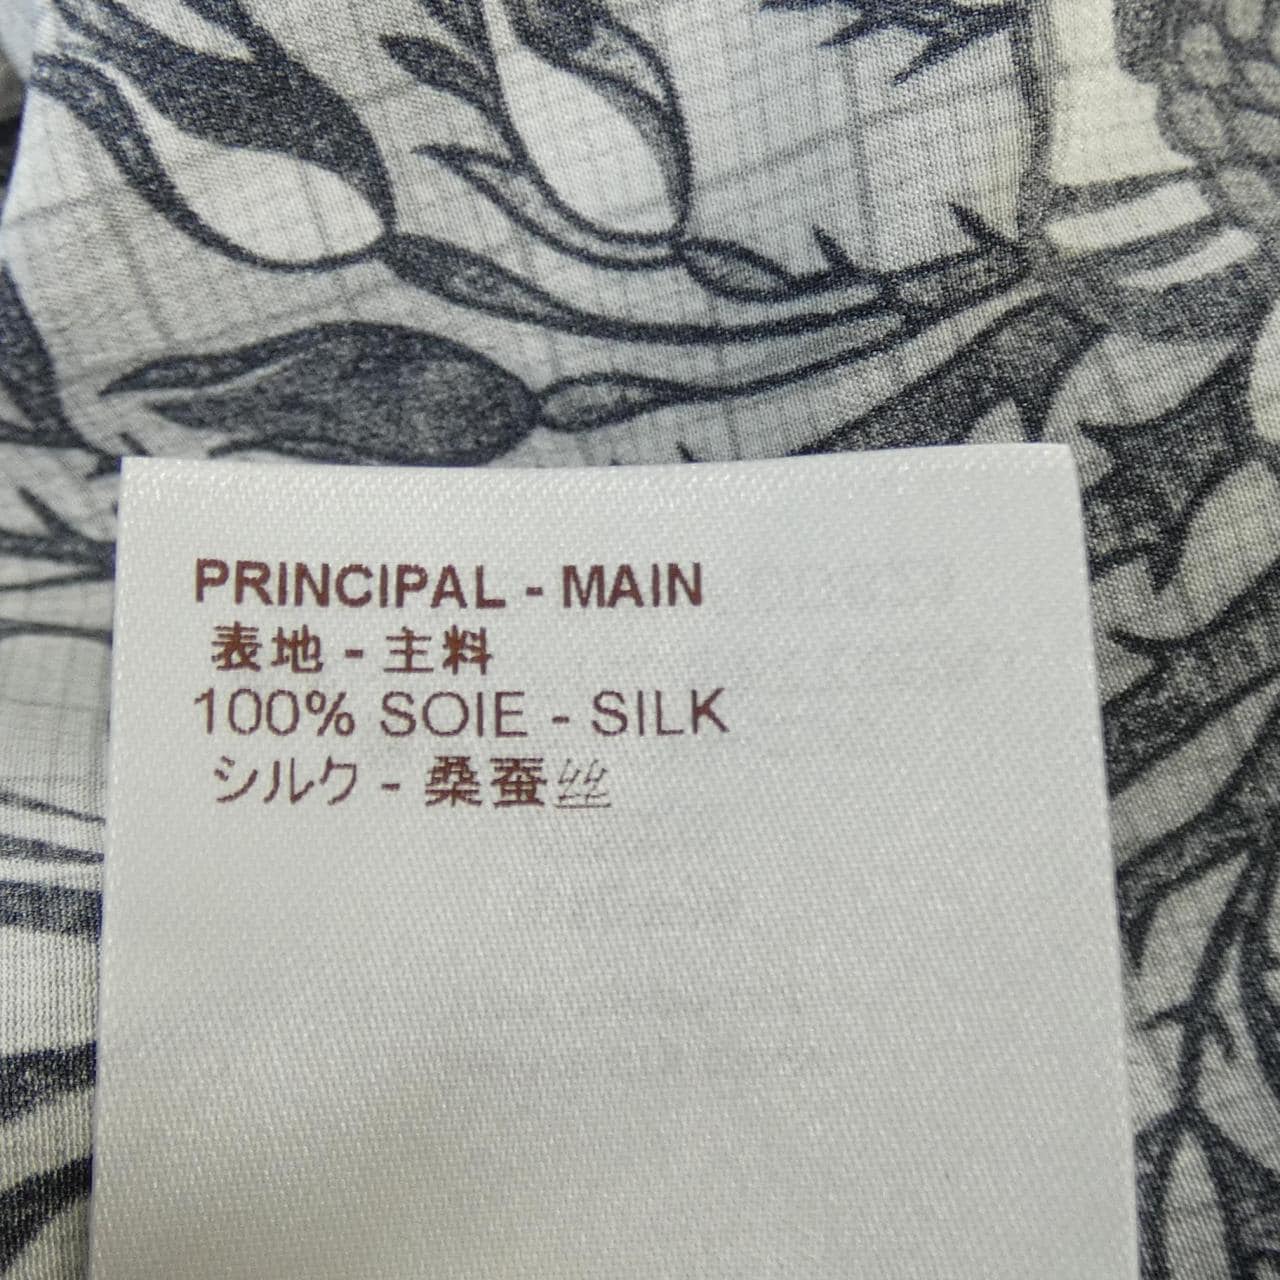 PRINCIPAL - MAIN
表地 - 主料
100% SOIE - SILK
シルク - 桑蚕丝